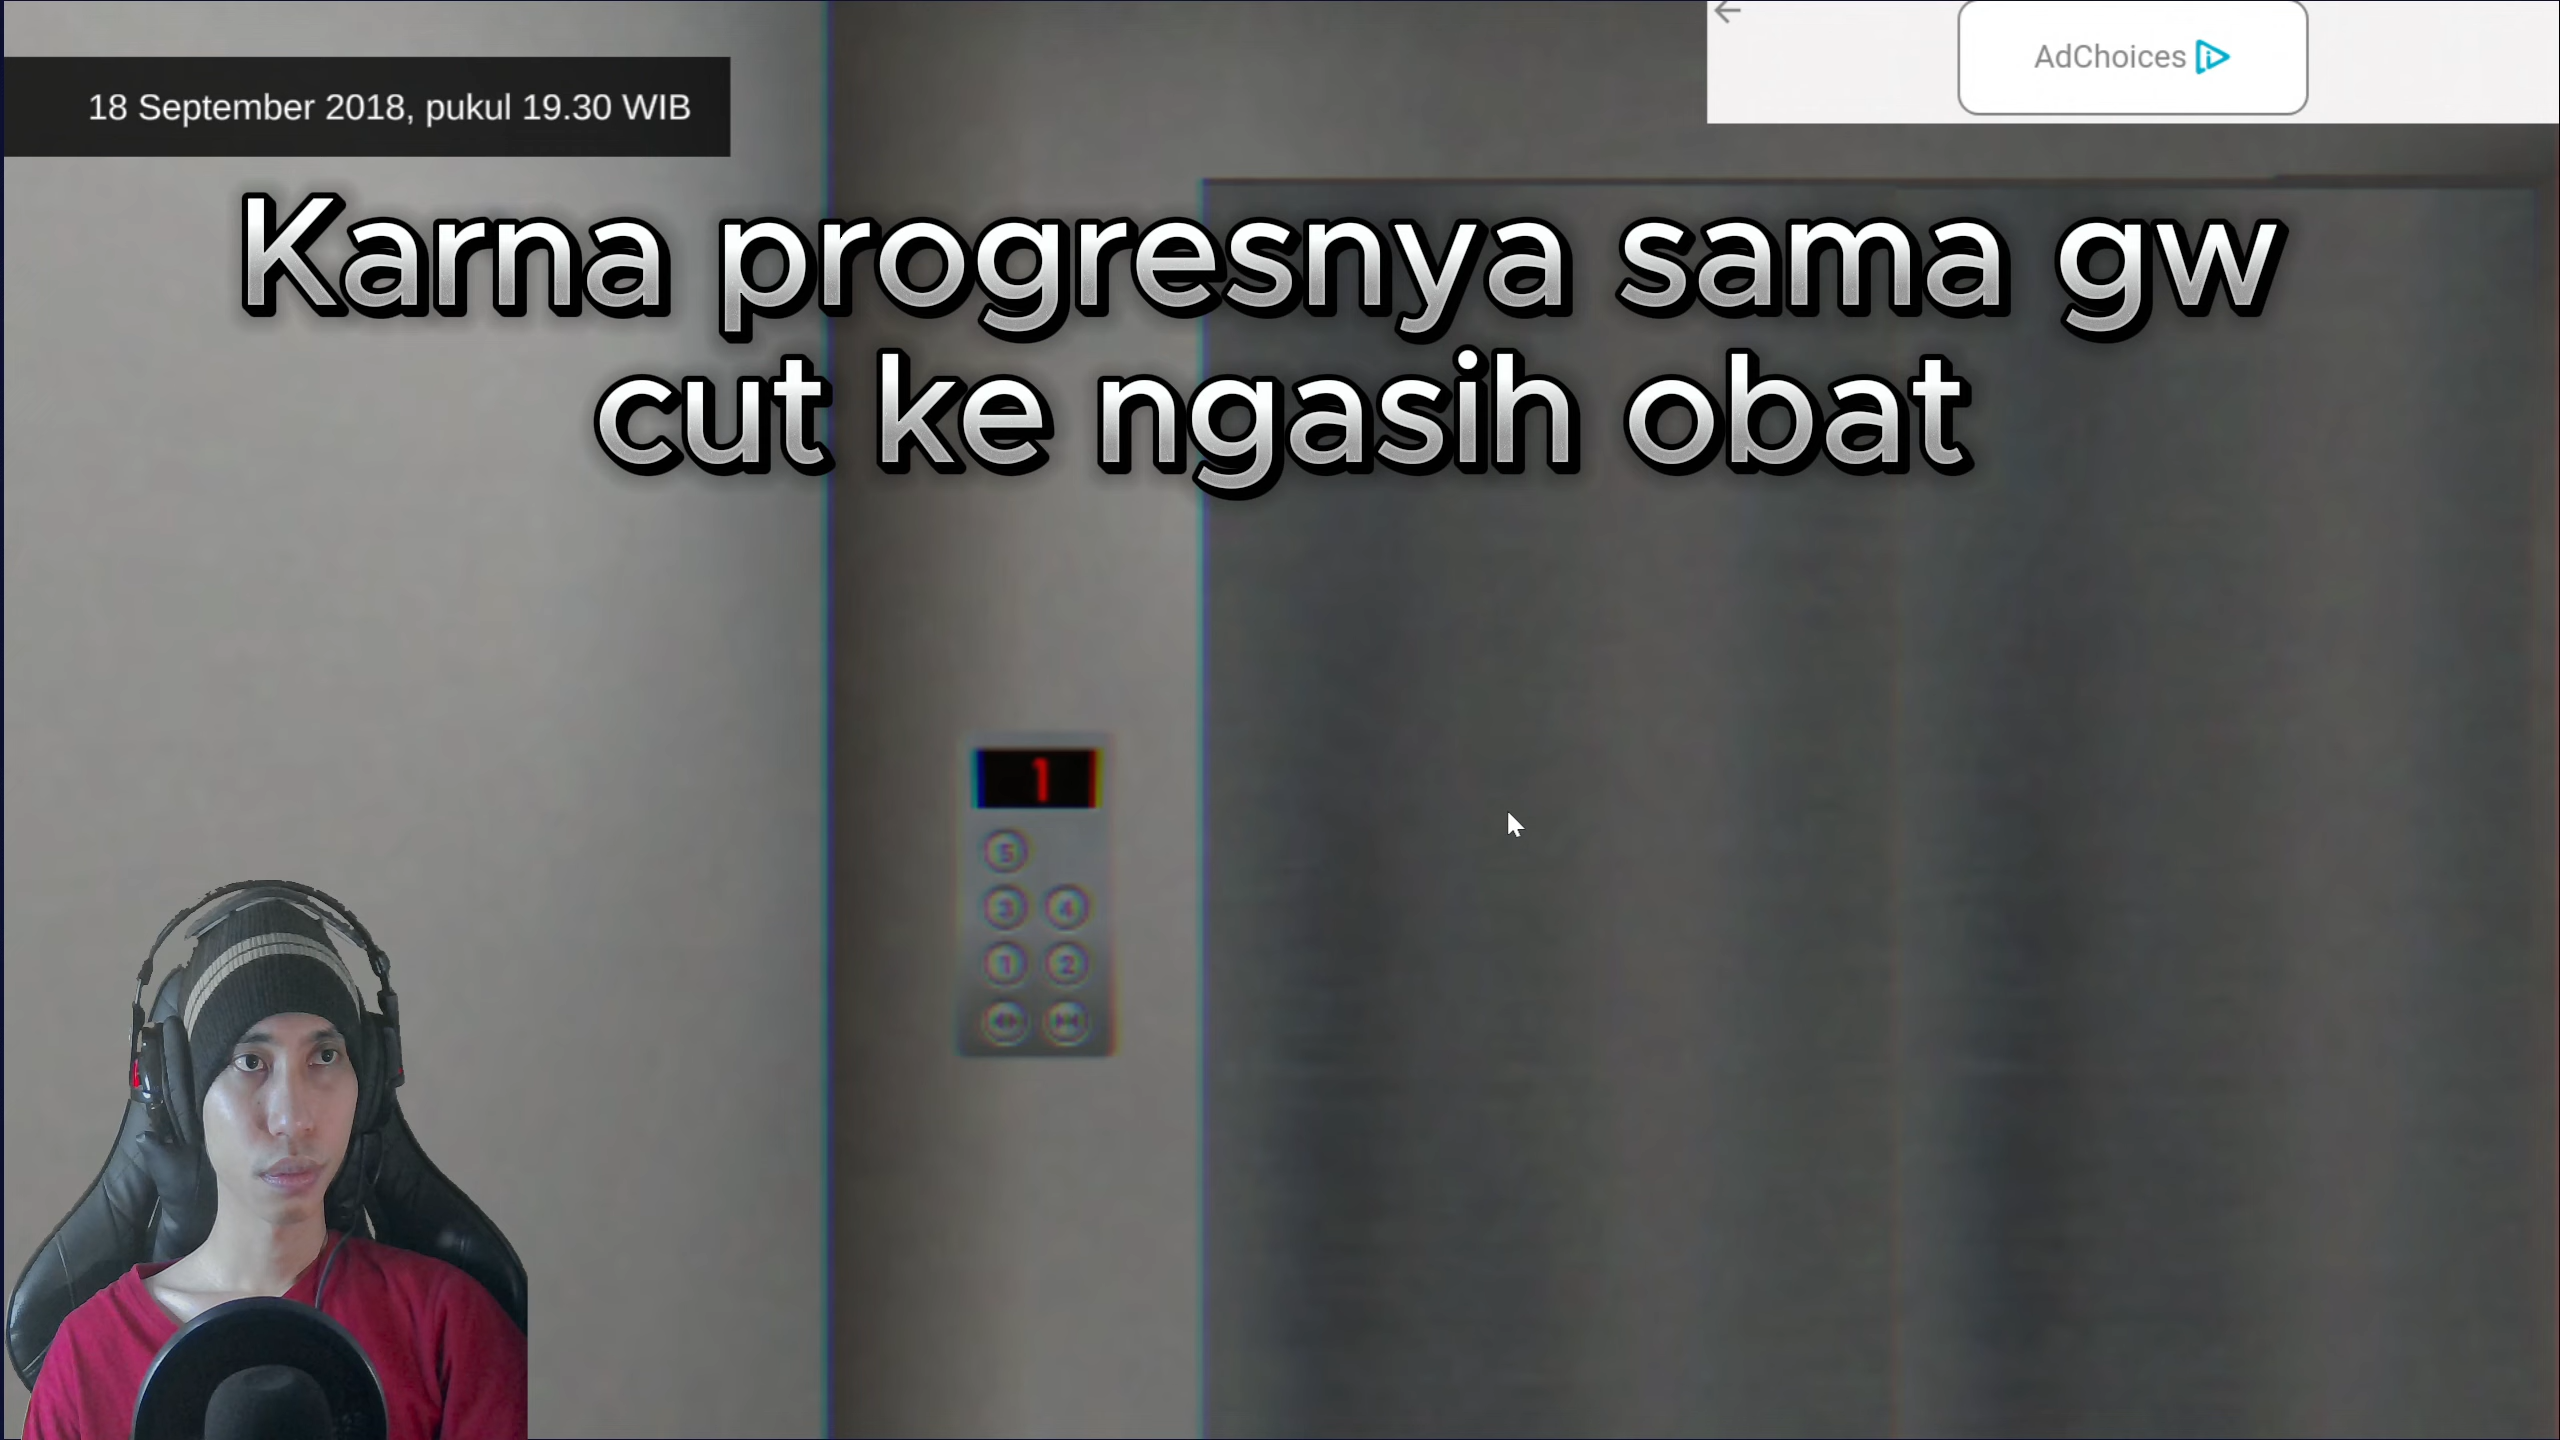 AdChoices
18 September 2018, pukul 19.30 WIB
Karna progresnya sama gw
cut ke ngasih obat
1
5
3 4
1 2